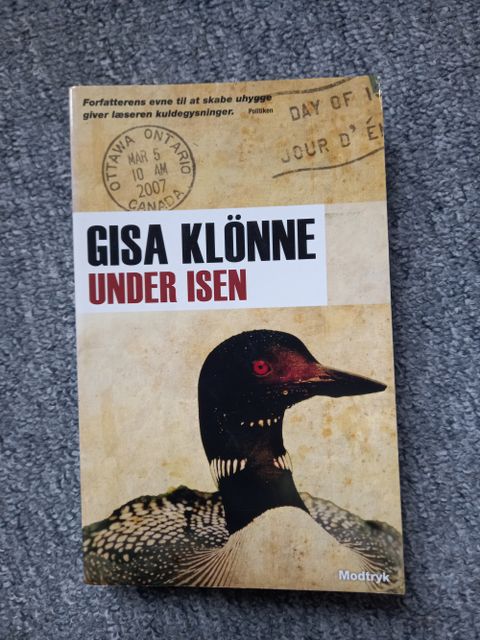 Forfatterens evne til at skabe uhygge
giver læseren kuldegysninger. Politiken
DAY OF I
JOUR D' É
OTTAWA ONTARIO
MAR 5
10 AM
2007
CANADA
GISA KLÖNNE
UNDER ISEN
Modtryk